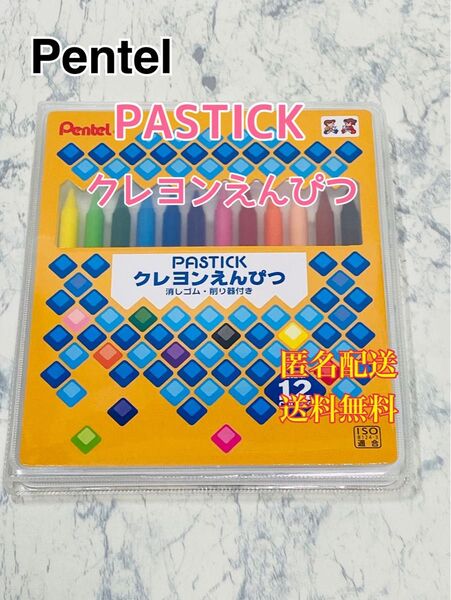 Pentel
Pentel
PASTICK
クレヨンえんぴつ
PASTICK
クレヨンえんぴつ
消しゴム・削り器付き
匿名配送
12
送料無料
ISO
8124-3
適合